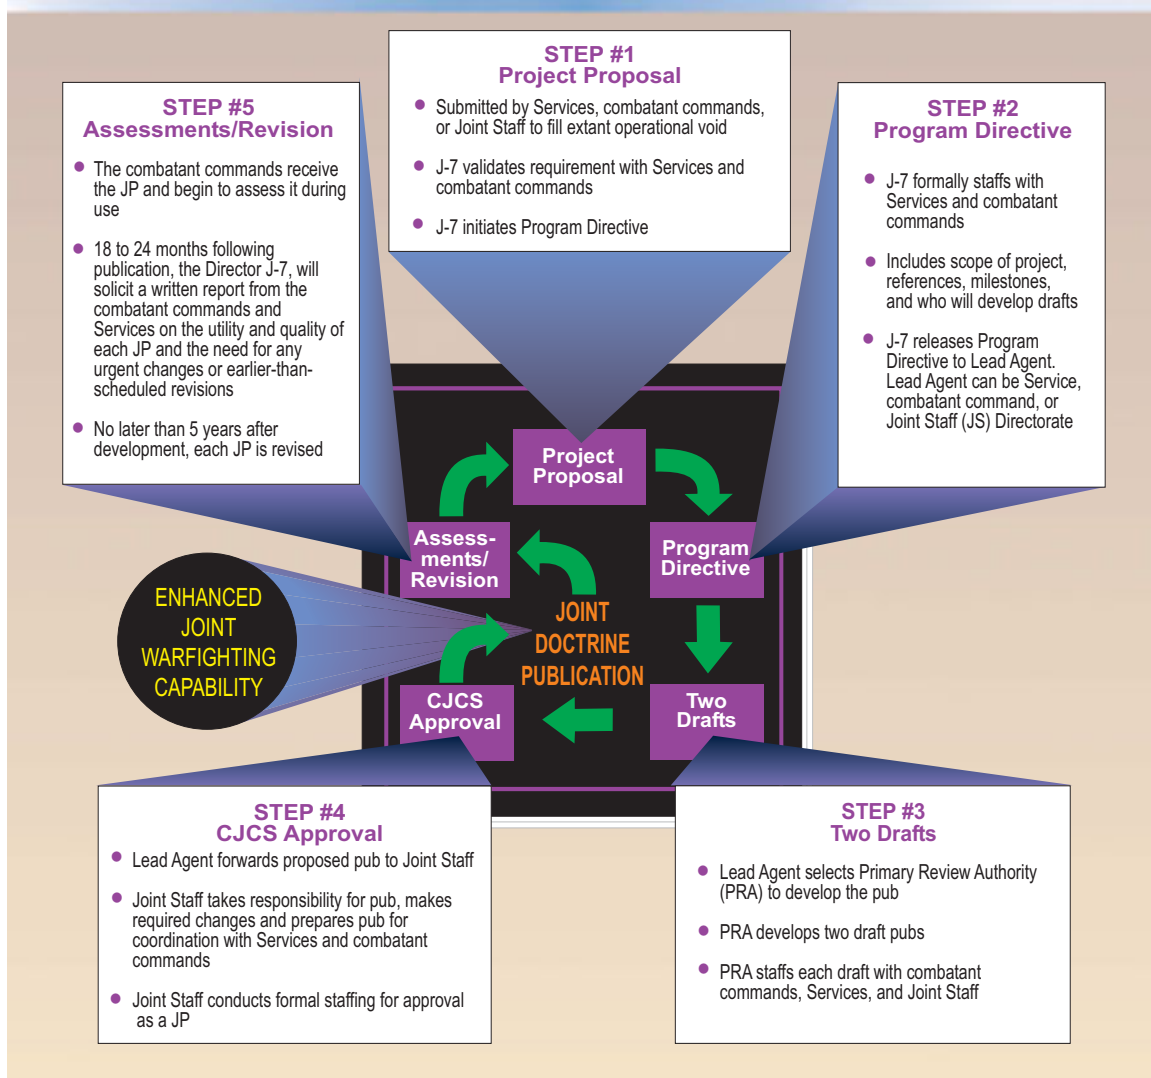 STEP #1
Project Proposal
• Submitted by Services, combatant commands,
or Joint Staff to fill extant operational void
• J-7 validates requirement with Services and
combatant commands
• J-7 initiates Program Directive
STEP #5
Assessments/Revision
• The combatant commands receive
the JP and begin to assess it during
use
• 18 to 24 months following
publication, the Director J-7, will
solicit a written report from the
combatant commands and
Services on the utility and quality of
each JP and the need for any
urgent changes or earlier-than-
scheduled revisions
• No later than 5 years after
development, each JP is revised
STEP #2
Program Directive
• J-7 formally staffs with
Services and combatant
commands
• Includes scope of project,
references, milestones,
and who will develop drafts
• J-7 releases Program
Directive to Lead Agent.
Lead Agent can be Service,
combatant command, or
Joint Staff (JS) Directorate
Project
Proposal
Assess-
ments/
Revision
Program
Directive
ENHANCED
JOINT
WARFIGHTING
CAPABILITY
JOINT
DOCTRINE
PUBLICATION
CJCS
Approval
Two
Drafts
STEP #4
CJCS Approval
• Lead Agent forwards proposed pub to Joint Staff
• Joint Staff takes responsibility for pub, makes
required changes and prepares pub for
coordination with Services and combatant
commands
• Joint Staff conducts formal staffing for approval
as a JP
STEP #3
Two Drafts
• Lead Agent selects Primary Review Authority
(PRA) to develop the pub
• PRA develops two draft pubs
• PRA staffs each draft with combatant
commands, Services, and Joint Staff